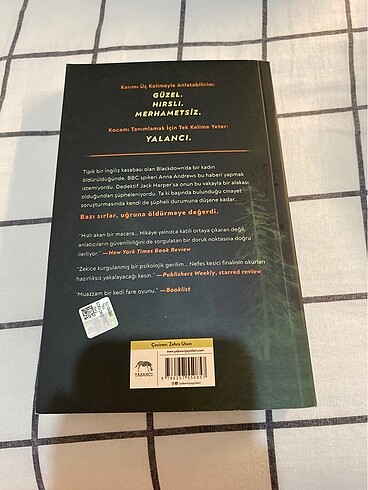 Karımı Üç Kelimeyle Anlatabilirim:
GÜZEL.
HIRSLI.
MERHAMETSİZ.
Kocamı Tanımlamak İçin Tek Kelime Yeter:
YALANCI.
Tipik bir İngiliz kasabası olan Blackdown'da bir kadın
öldürüldüğünde, BBC spikeri Anna Andrews bu haberi yapmak
istemiyordu. Dedektif Jack Harper'sa onun bu vakayla bir alakası
olduğundan şüpheleniyordu. Ta ki başında bulunduğu cinayet
soruşturmasında kendi de şüpheli durumuna düşene kadar...
Bazı sırlar, uğruna öldürmeye değerdi.
"Hızlı akan bir macera... Hikâye yalnızca katili ortaya çıkaran değil,
anlatıcıların güvenilirliğini de sorgulatan bir doruk noktasına doğru
ilerliyor." —New York Times Book Review
"Zekice kurgulanmış bir psikolojik gerilim... Nefes kesici finalinin okurları
hazırlıksız yakalayacağı kesin." —Publishers Weekly, starred review
"Muazzam bir kedi fare oyunu." —Booklist
Çeviren: Zehra Uzun
YABANCI
www.yabanciyayinlari.com